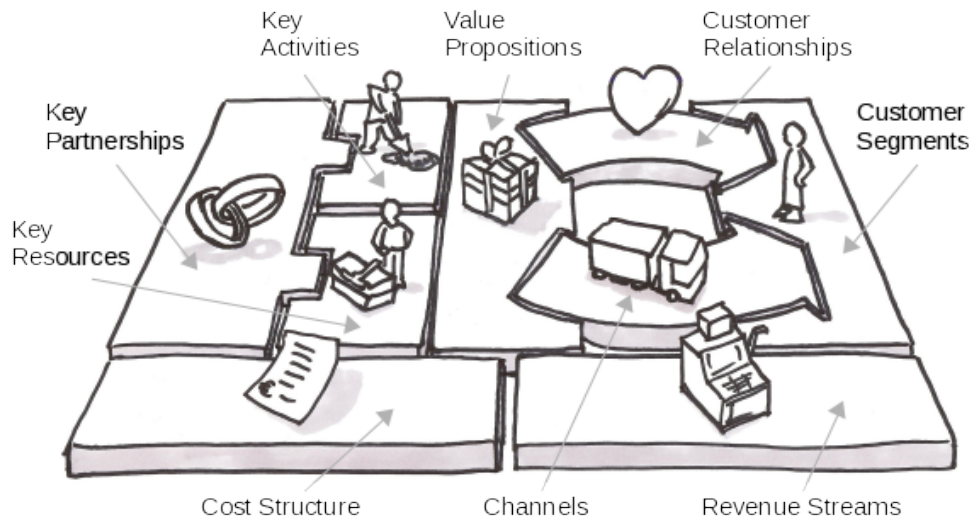 Key
Activities
Value
Propositions
Customer
Relationships
Key
Partnerships
Customer
Segments
Key
Resources
Cost Structure
Channels
Revenue Streams